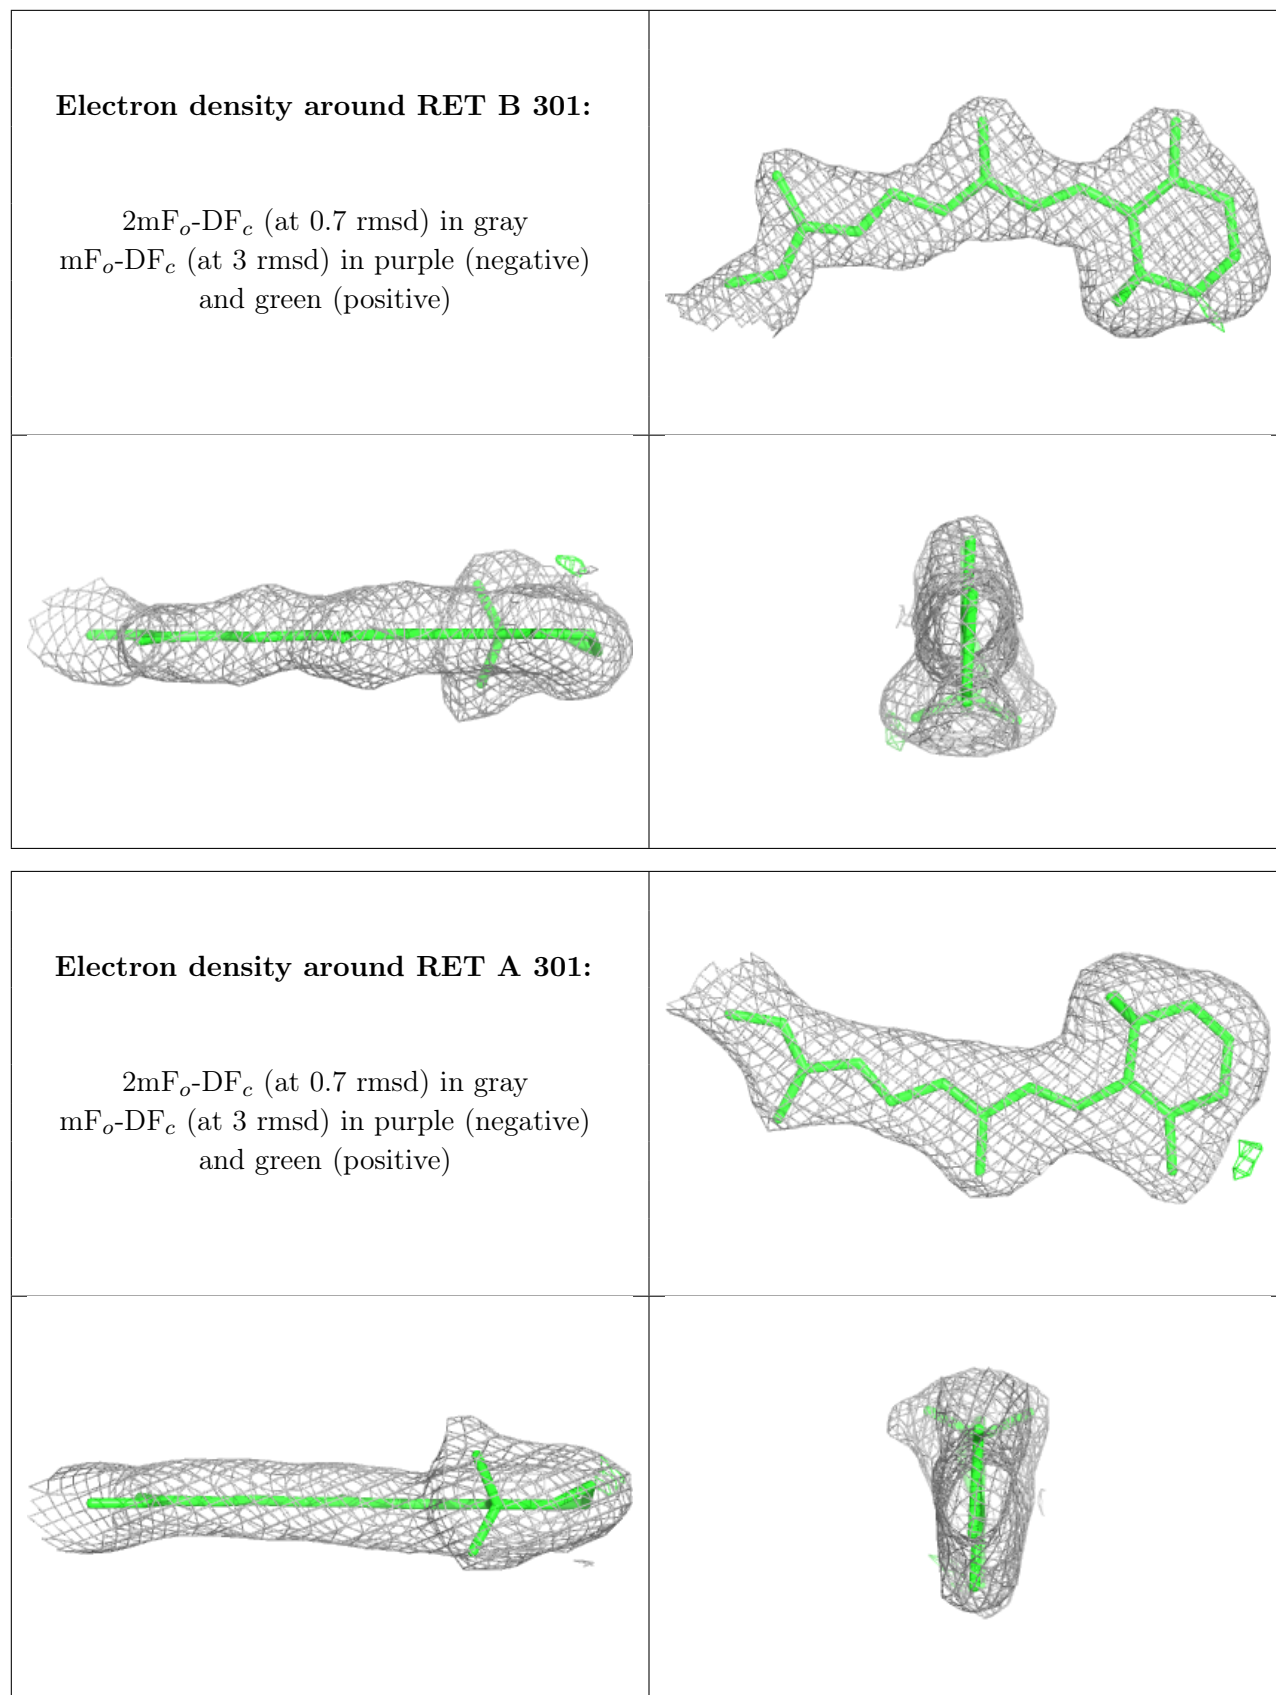 Electron density around RET B 301:
2mFₒ-DF𝒸 (at 0.7 rmsd) in gray
mFₒ-DF𝒸 (at 3 rmsd) in purple (negative)
and green (positive)
Electron density around RET A 301:
2mFₒ-DF𝒸 (at 0.7 rmsd) in gray
mFₒ-DF𝒸 (at 3 rmsd) in purple (negative)
and green (positive)